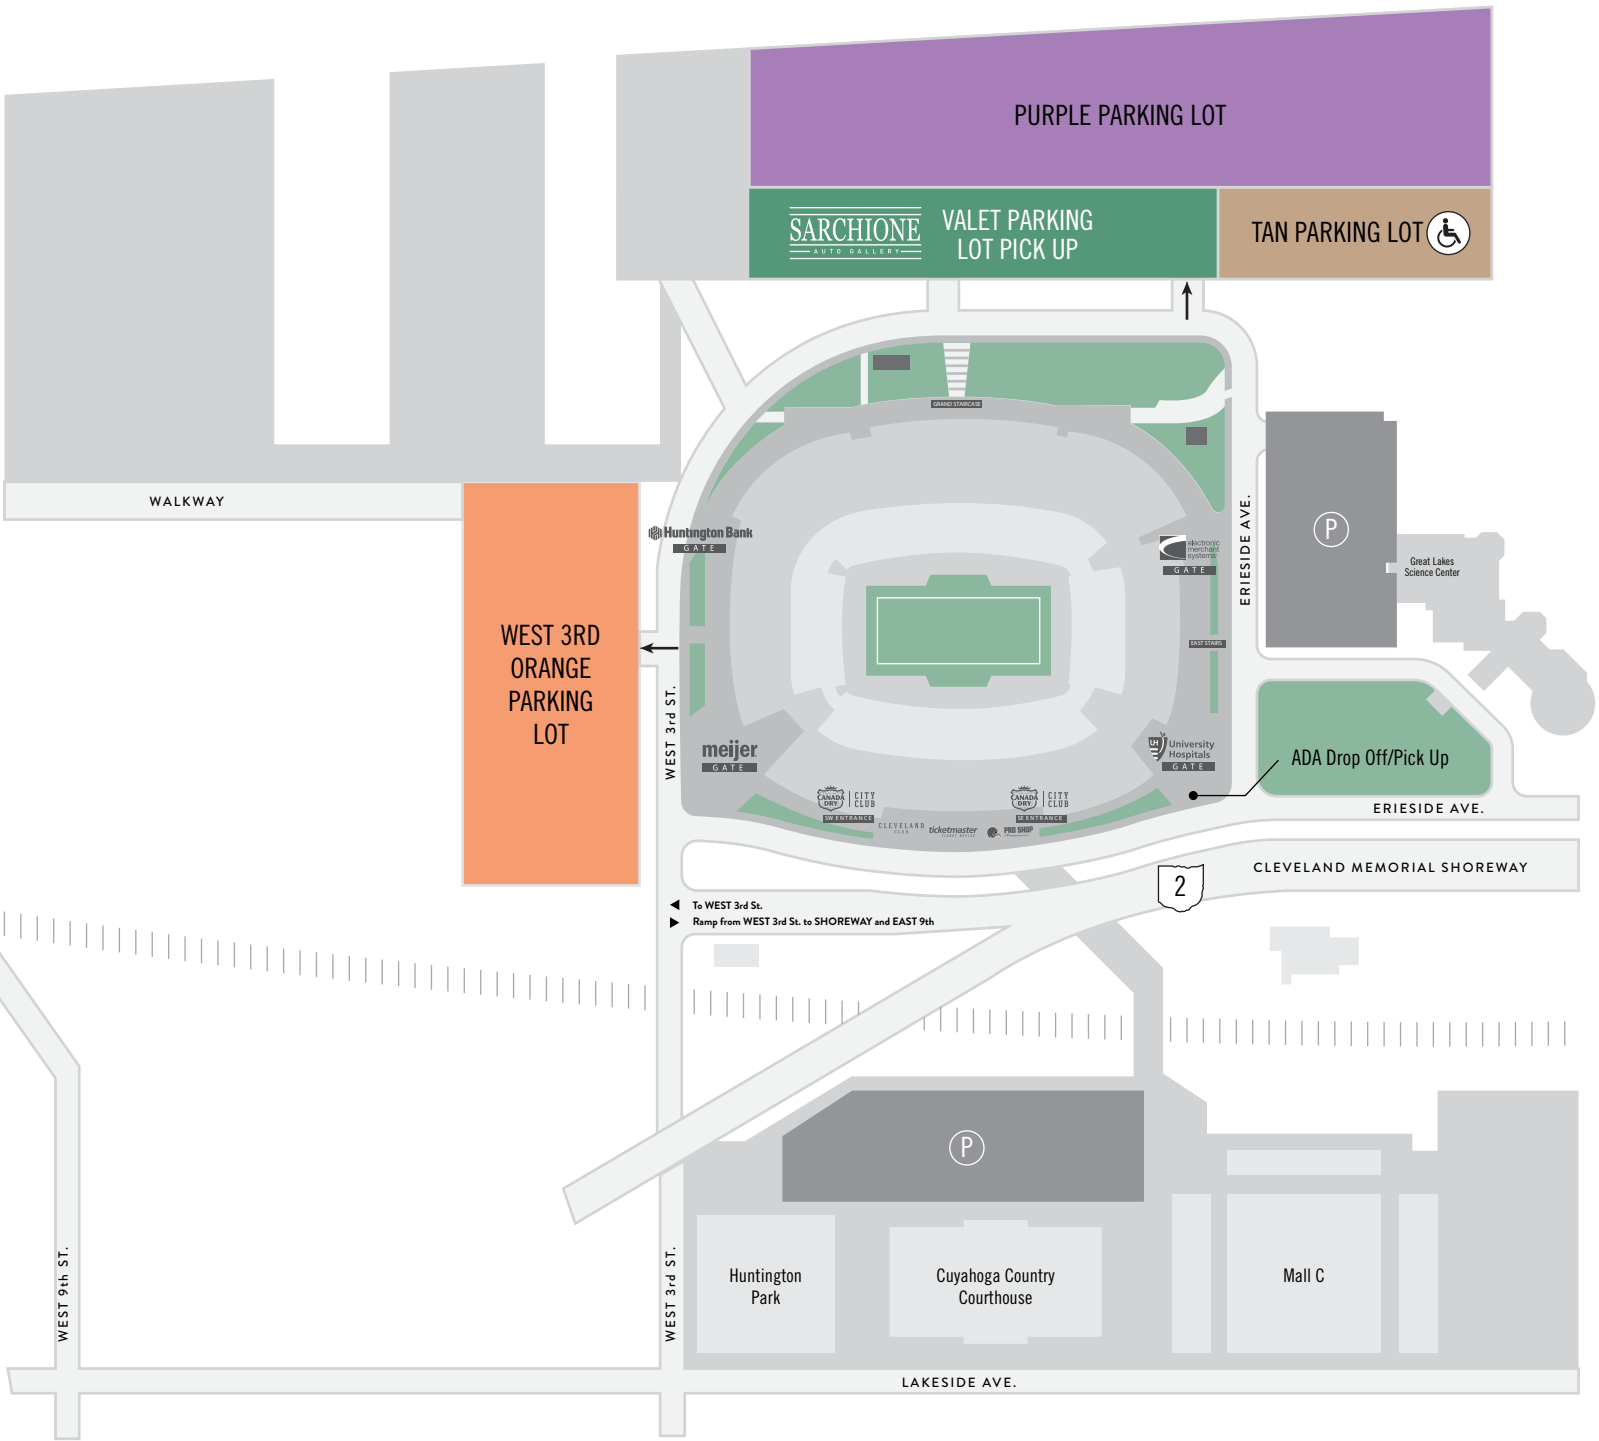 PURPLE PARKING LOT
SARCHIONE
AUTO GALLERY
VALET PARKING
LOT PICK UP
TAN PARKING LOT
GRAND STAIRCASE
WALKWAY
Huntington Bank
GATE
electronic
merchant
systems
GATE
ERIESIDE AVE.
P
Great Lakes
Science Center
WEST 3RD
ORANGE
PARKING
LOT
EAST STAIRS
WEST 3rd ST.
meijer
GATE
UH
University
Hospitals
GATE
ADA Drop Off/Pick Up
CANADA
DRY
CITY
CLUB
SW ENTRANCE
CANADA
DRY
CITY
CLUB
SE ENTRANCE
CLEVELAND
CLUB
ticketmaster
TICKET OFFICE
PRO SHOP
ERIESIDE AVE.
CLEVELAND MEMORIAL SHOREWAY
2
To WEST 3rd St.
Ramp from WEST 3rd St. to SHOREWAY and EAST 9th
P
WEST 9th ST.
WEST 3rd ST.
Huntington
Park
Cuyahoga Country
Courthouse
Mall C
LAKESIDE AVE.